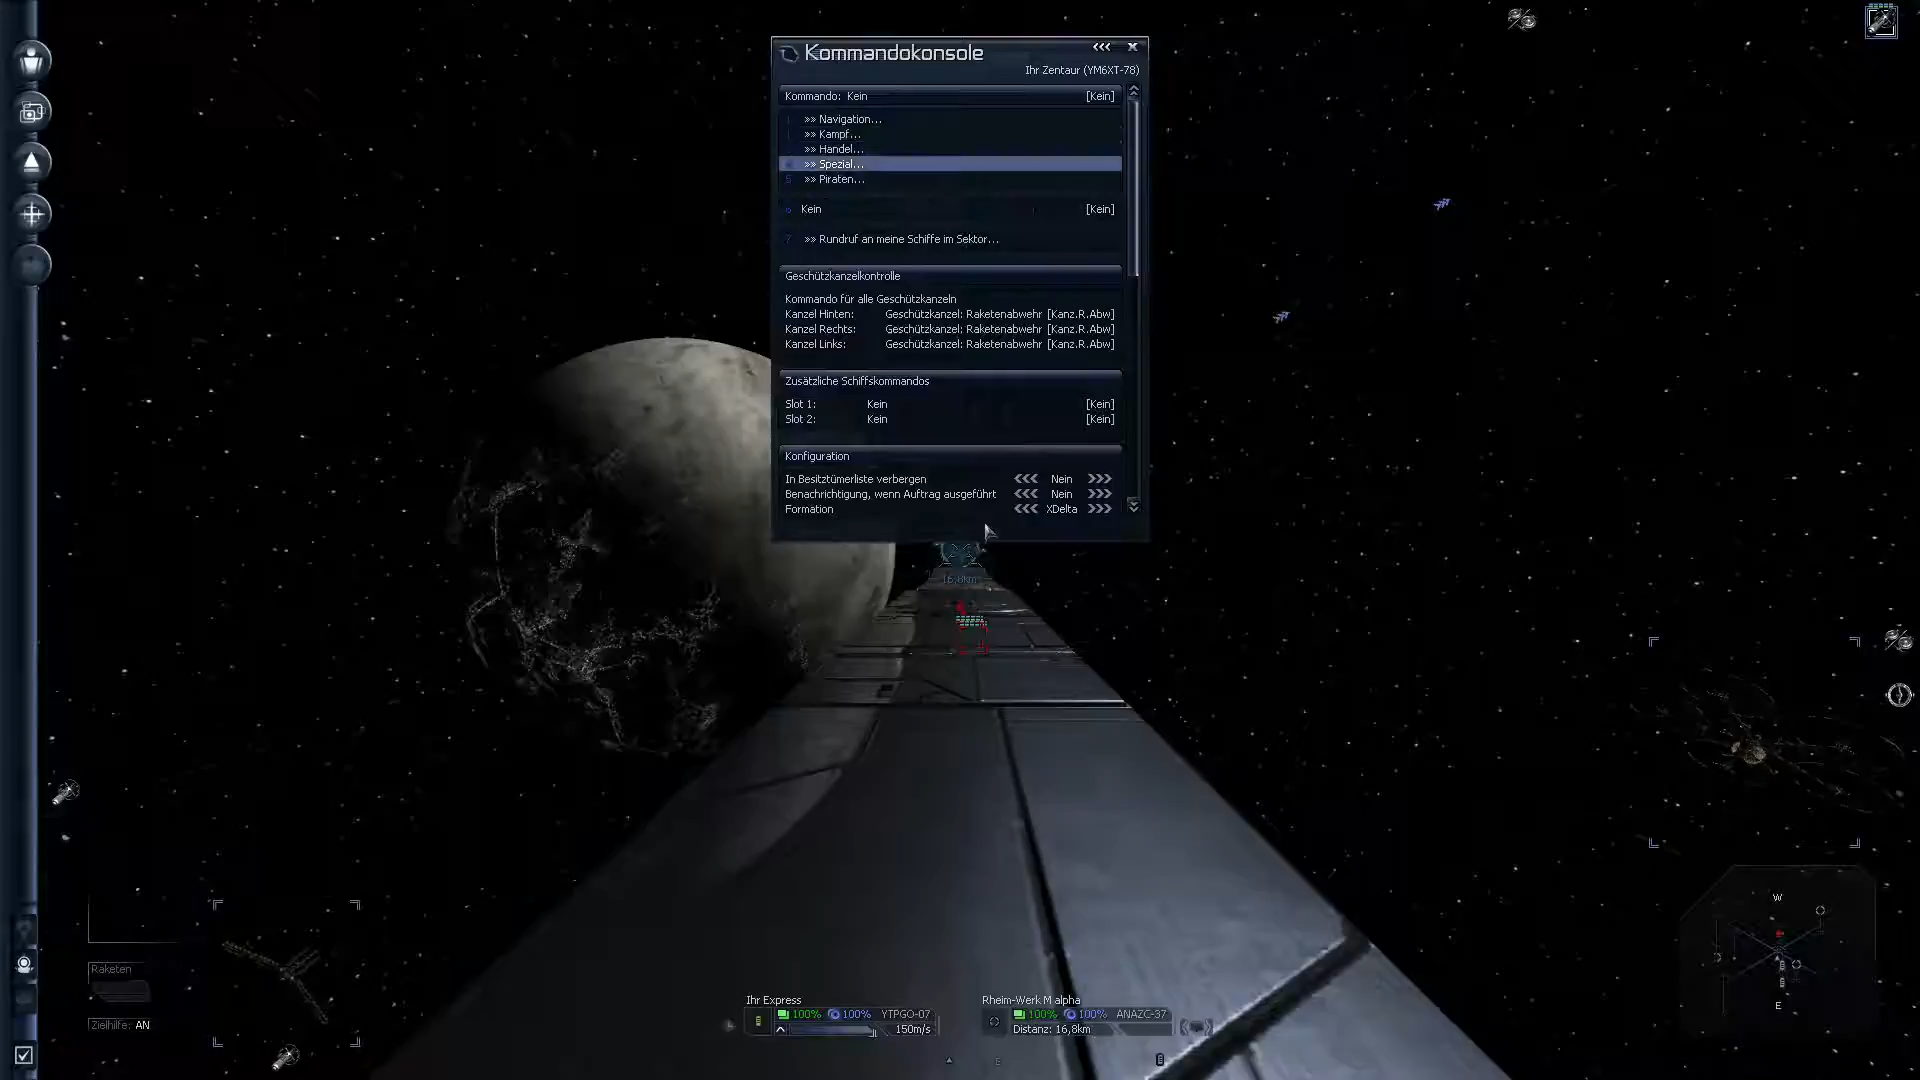 Kommandokonsole
Ihr Zentaur (YM6XT-78)
Kommando: Kein [Kein]
>> Navigation...
>> Kampf...
>> Handel...
>> Spezial...
5 >> Piraten...
6 Kein [Kein]
7 >> Rundruf an meine Schiffe im Sektor...
Geschützkanzelkontrolle
Kommando für alle Geschützkanzeln
Kanzel Hinten: Geschützkanzel: Raketenabwehr [Kanz.R.Abw]
Kanzel Rechts: Geschützkanzel: Raketenabwehr [Kanz.R.Abw]
Kanzel Links: Geschützkanzel: Raketenabwehr [Kanz.R.Abw]
Zusätzliche Schiffskommandos
Slot 1: Kein [Kein]
Slot 2: Kein [Kein]
Konfiguration
In Besitztümerliste verbergen <<< Nein >>>
Benachrichtigung, wenn Auftrag ausgeführt <<< Nein >>>
Formation <<< XDelta >>>
16,8km
W
E
Raketen
Zielhilfe: AN
Ihr Express
100% 100% YTPGO-07
150m/s
Rheim-Werk M alpha
100% 100% ANAZC-37
Distanz: 16,8km
E